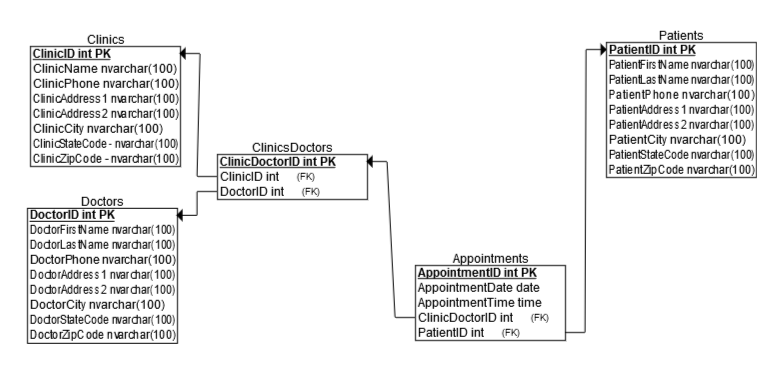 Clinics
ClinicID int PK
ClinicName nvarchar(100)
ClinicPhone nvarchar(100)
ClinicAddress1 nvarchar(100)
ClinicAddress2 nvarchar(100)
ClinicCity nvarchar(100)
ClinicStateCode - nvarchar(100)
ClinicZipCode - nvarchar(100)
Doctors
DoctorID int PK
DoctorFirstName nvarchar(100)
DoctorLastName nvarchar(100)
DoctorPhone nvarchar(100)
DoctorAddress1 nvarchar(100)
DoctorAddress2 nvarchar(100)
DoctorCity nvarchar(100)
DoctorStateCode nvarchar(100)
DoctorZipCode nvarchar(100)
ClinicsDoctors
ClinicDoctorID int PK
ClinicID int (FK)
DoctorID int (FK)
Appointments
AppointmentID int PK
AppointmentDate date
AppointmentTime time
ClinicDoctorID int (FK)
PatientID int (FK)
Patients
PatientID int PK
PatientFirstName nvarchar(100)
PatientLastName nvarchar(100)
PatientPhone nvarchar(100)
PatientAddress1 nvarchar(100)
PatientAddress2 nvarchar(100)
PatientCity nvarchar(100)
PatientStateCode nvarchar(100)
PatientZipCode nvarchar(100)